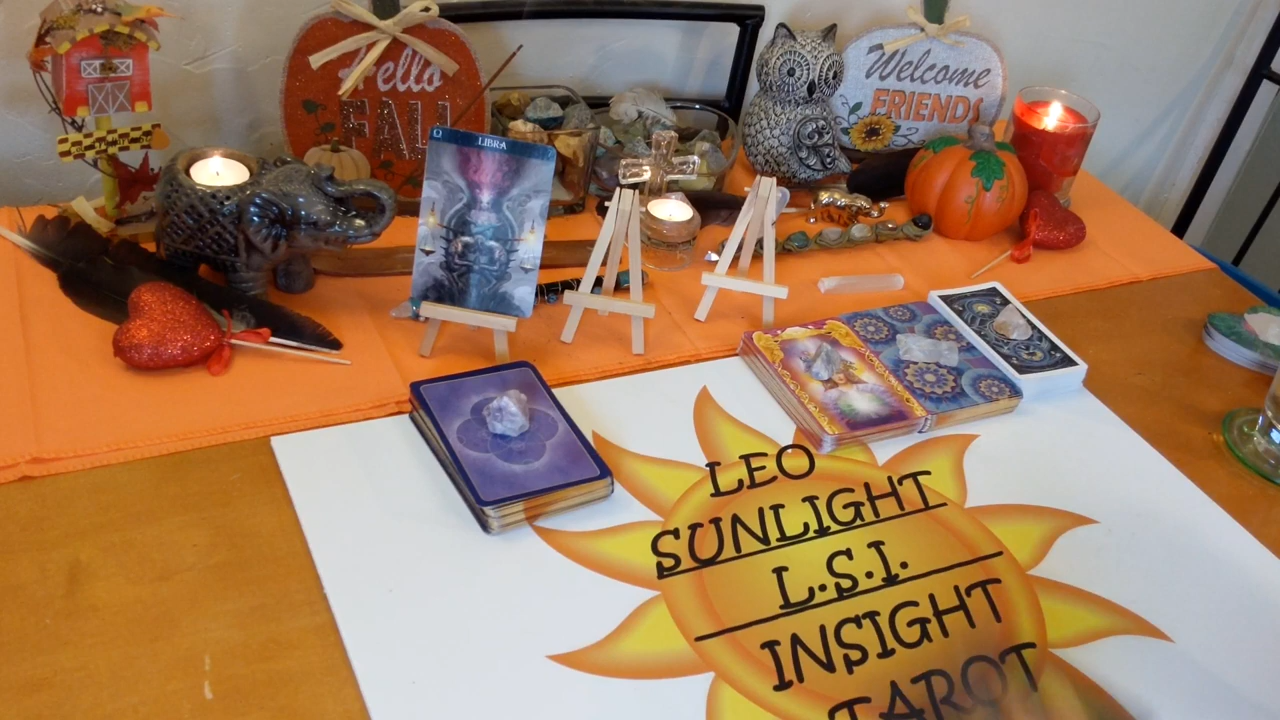 Hello
FALL
Welcome
FRIENDS
LIBRA
LEO
SUNLIGHT
L.S.I.
INSIGHT
TAROT